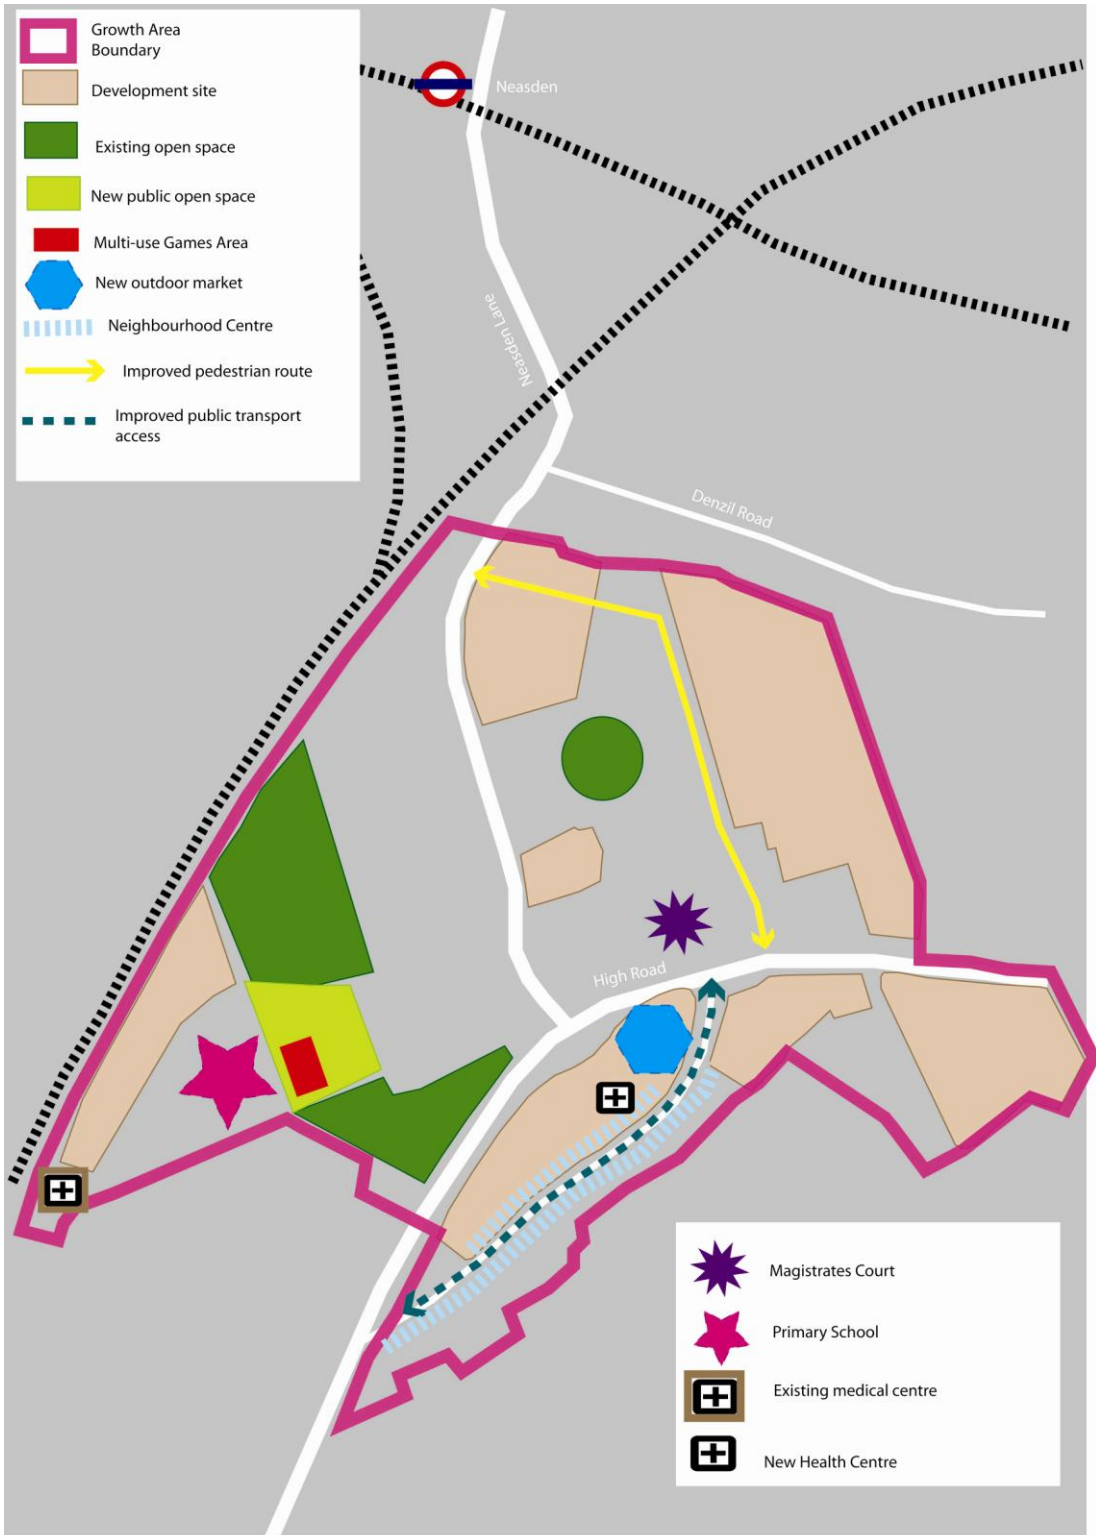 Growth Area
Boundary
Development site
Existing open space
New public open space
Multi-use Games Area
New outdoor market
Neighbourhood Centre
Improved pedestrian route
Improved public transport
access
Neasden
Neasden Lane
Denzil Road
High Road
Magistrates Court
Primary School
Existing medical centre
New Health Centre